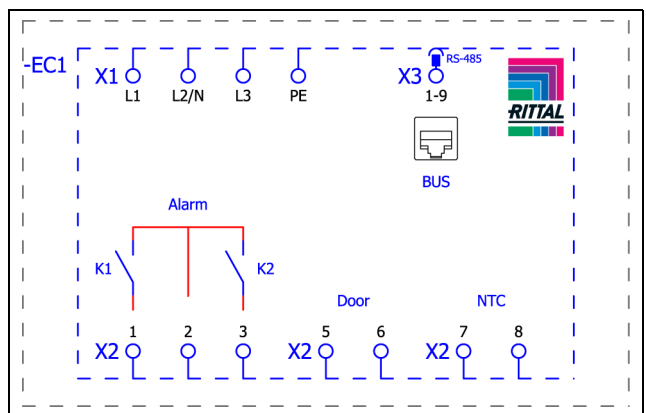 -EC1
X1
L1
L2/N
L3
PE
X3
RS-485
1-9
RITTAL
BUS
Alarm
K1
K2
Door
NTC
X2
1
2
3
X2
5
6
X2
7
8